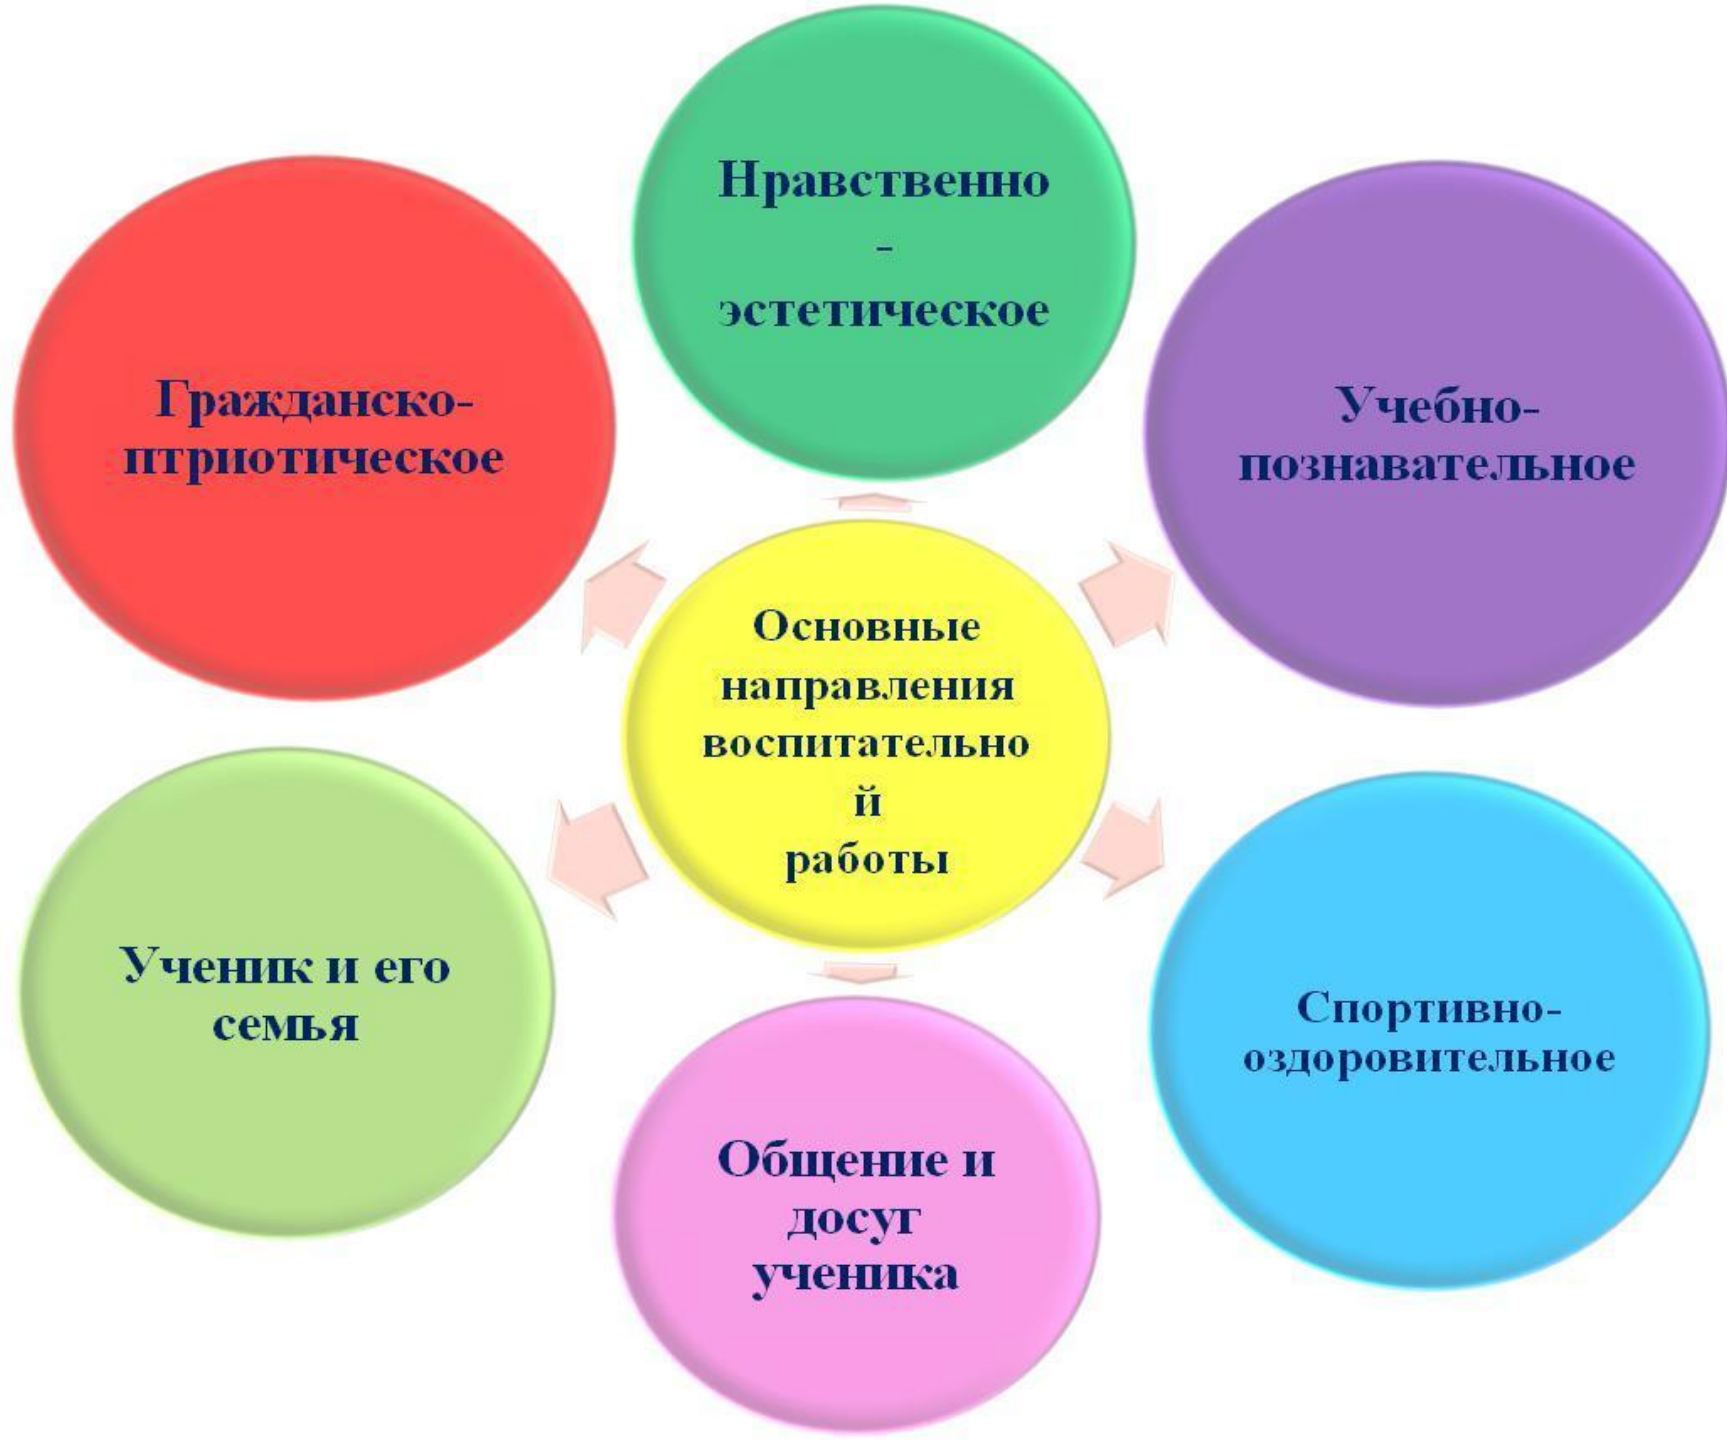 Нравственно
-
эстетическое
Гражданско-
птриотическое
Учебно-
познавательное
Основные
направления
воспитательно
й
работы
Ученик и его
семья
Спортивно-
оздоровительное
Общение и
досуг
ученика